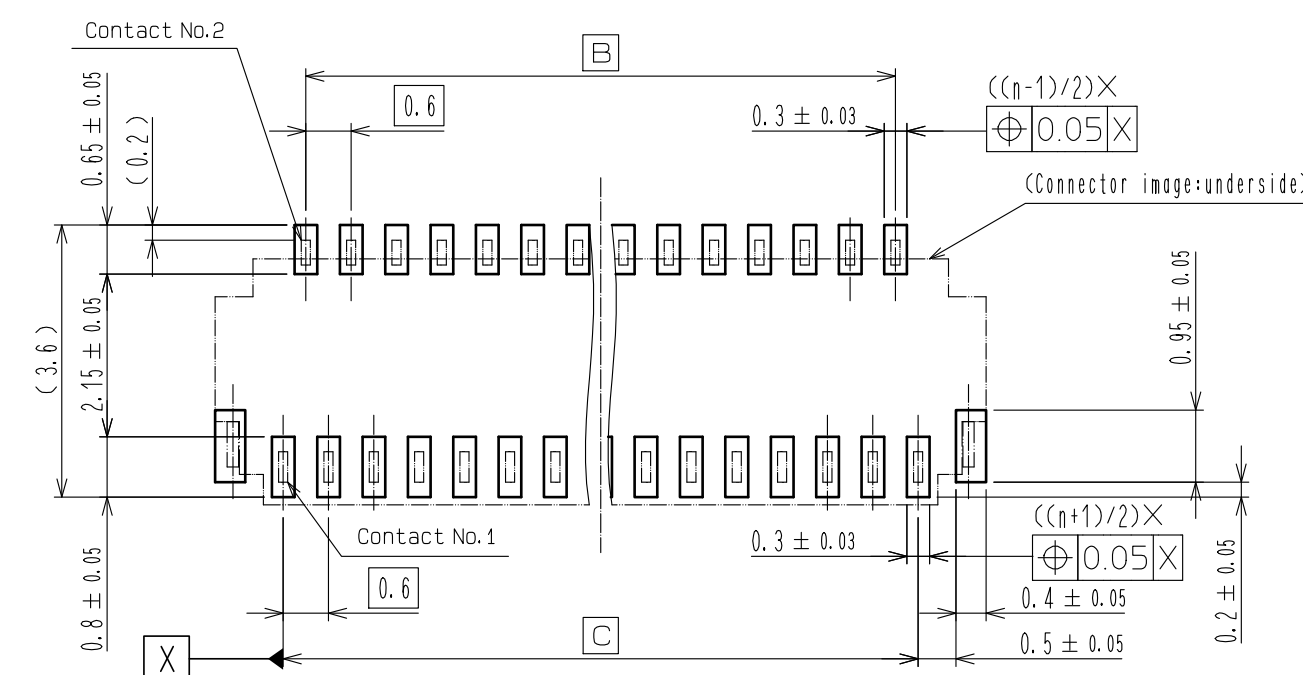 Contact No.2
B
0.6
0.3 ± 0.03
((n-1)/2)X
⌖ 0.05 X
(Connector image:underside)
0.65 ± 0.05
(0.2)
(3.6)
2.15 ± 0.05
0.8 ± 0.05
0.95 ± 0.05
Contact No.1
0.6
0.3 ± 0.03
((n+1)/2)X
⌖ 0.05 X
0.4 ± 0.05
0.2 ± 0.05
C
0.5 ± 0.05
X